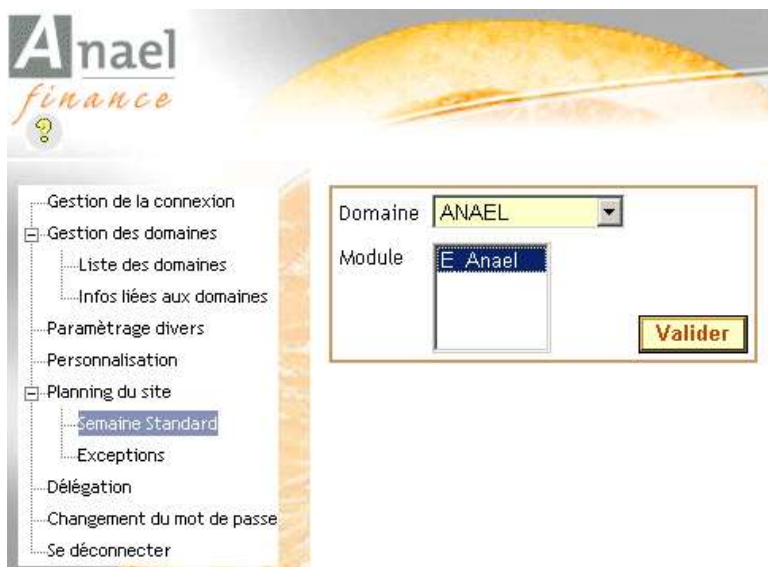 Anael
finance
?
Gestion de la connexion
Gestion des domaines
Liste des domaines
Infos liées aux domaines
Paramètrage divers
Personnalisation
Planning du site
Semaine Standard
Exceptions
Délégation
Changement du mot de passe
Se déconnecter
Domaine ANAEL
Module E_Anael
Valider